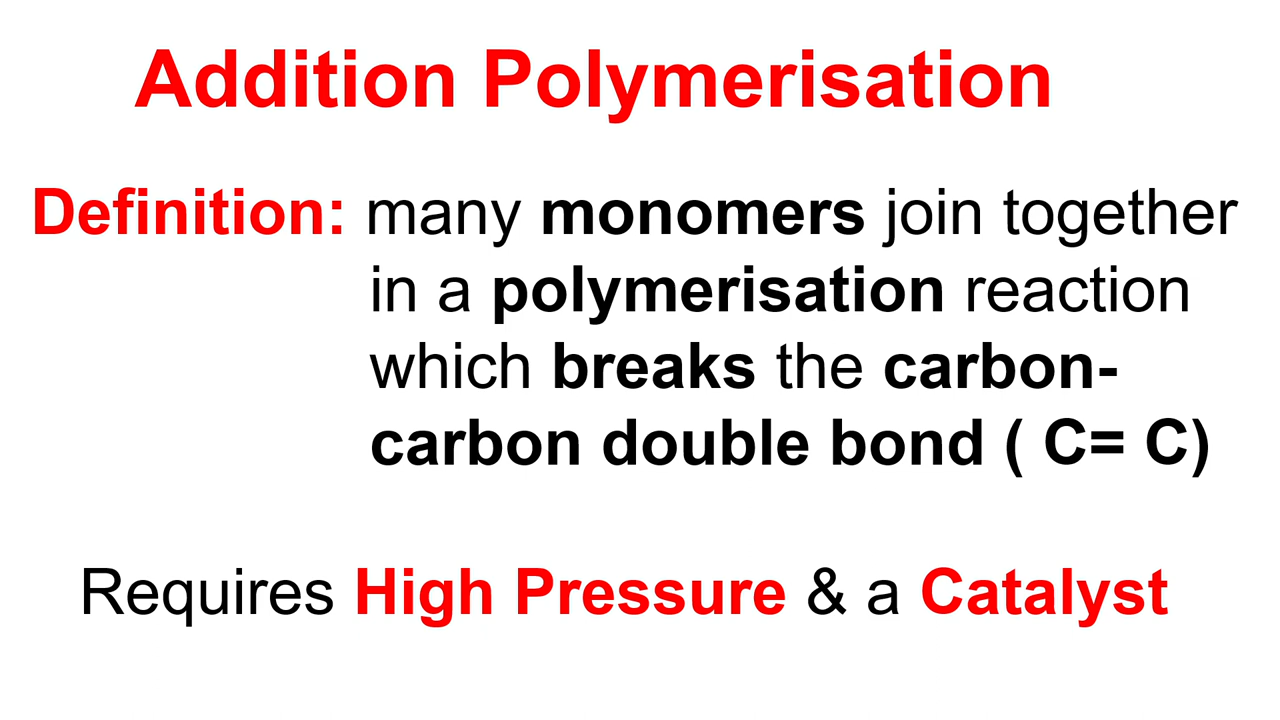 Addition Polymerisation
Definition: many monomers join together
in a polymerisation reaction
which breaks the carbon-
carbon double bond ( C= C)
Requires High Pressure & a Catalyst